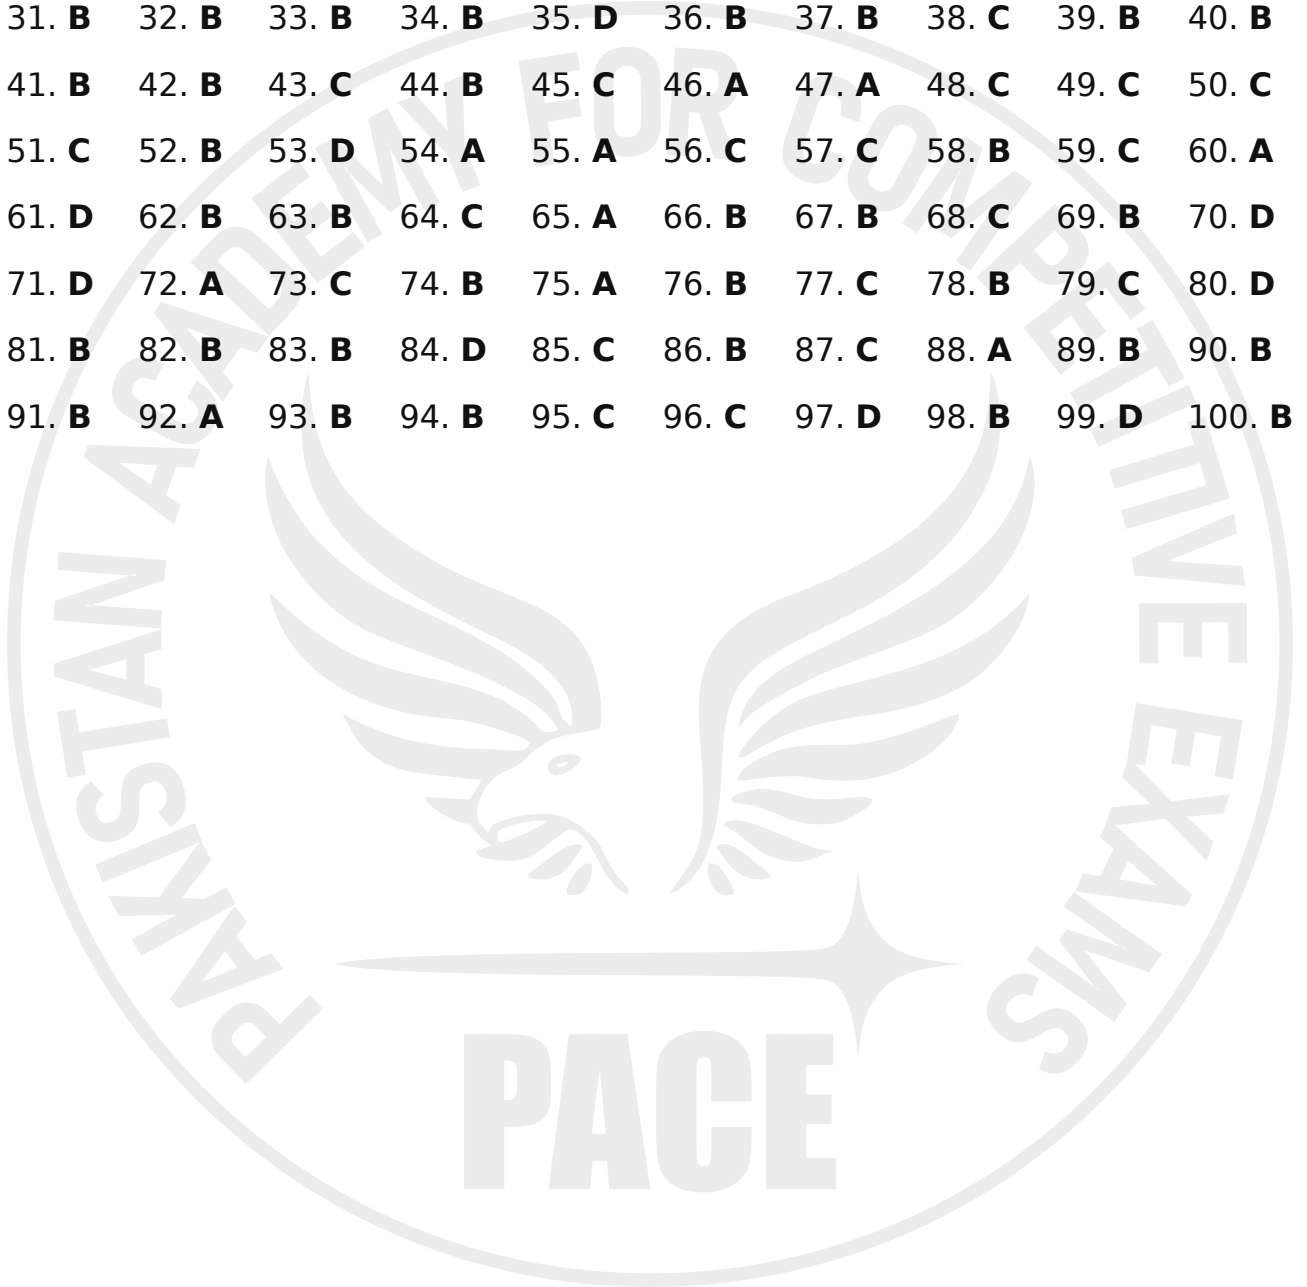 31. B 32. B 33. B 34. B 35. D 36. B 37. B 38. C 39. B 40. B
41. B 42. B 43. C 44. B 45. C 46. A 47. A 48. C 49. C 50. C
51. C 52. B 53. D 54. A 55. A 56. C 57. C 58. B 59. C 60. A
61. D 62. B 63. B 64. C 65. A 66. B 67. B 68. C 69. B 70. D
71. D 72. A 73. C 74. B 75. A 76. B 77. C 78. B 79. C 80. D
81. B 82. B 83. B 84. D 85. C 86. B 87. C 88. A 89. B 90. B
91. B 92. A 93. B 94. B 95. C 96. C 97. D 98. B 99. D 100. B
PAKISTAN ACADEMY FOR COMPETITIVE EXAMS
PACE